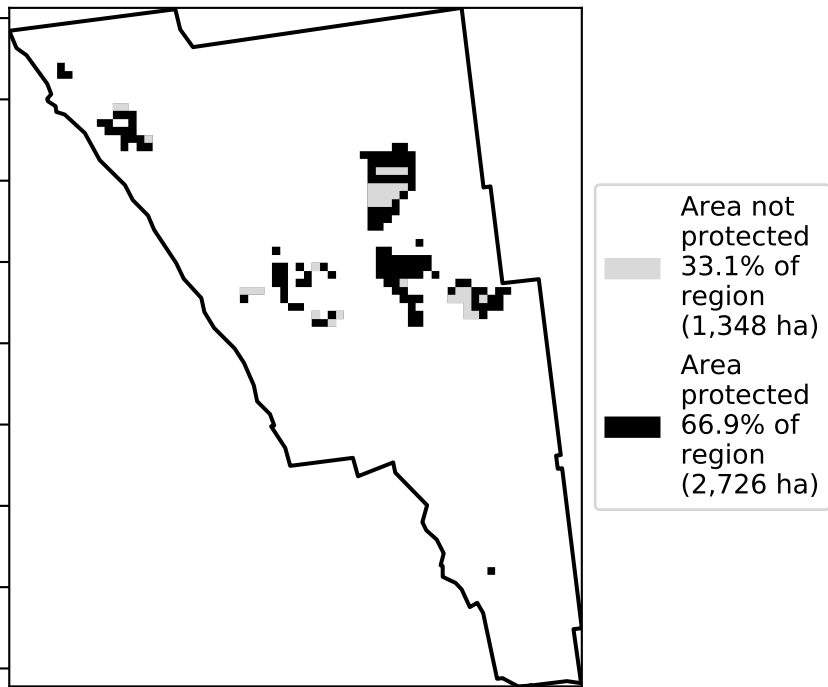 Area not
protected
33.1% of
region
(1,348 ha)
Area
protected
66.9% of
region
(2,726 ha)